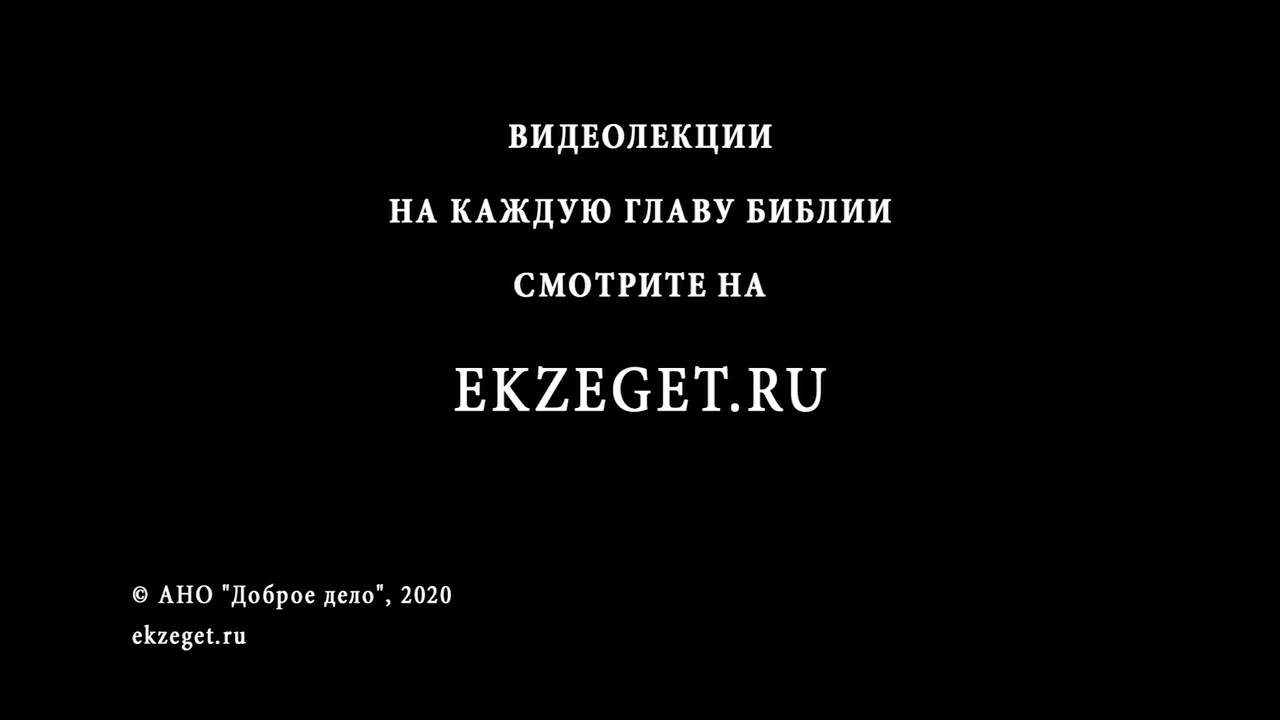 ВИДЕОЛЕКЦИИ
НА КАЖДУЮ ГЛАВУ БИБЛИИ
СМОТРИТЕ НА
EKZEGET.RU
© АНО "Доброе дело", 2020
ekzeget.ru